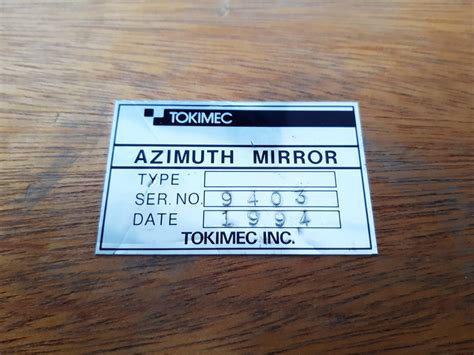 TOKIMEC
AZIMUTH MIRROR
TYPE
SER. NO. 9403
DATE 1994
TOKIMEC INC.